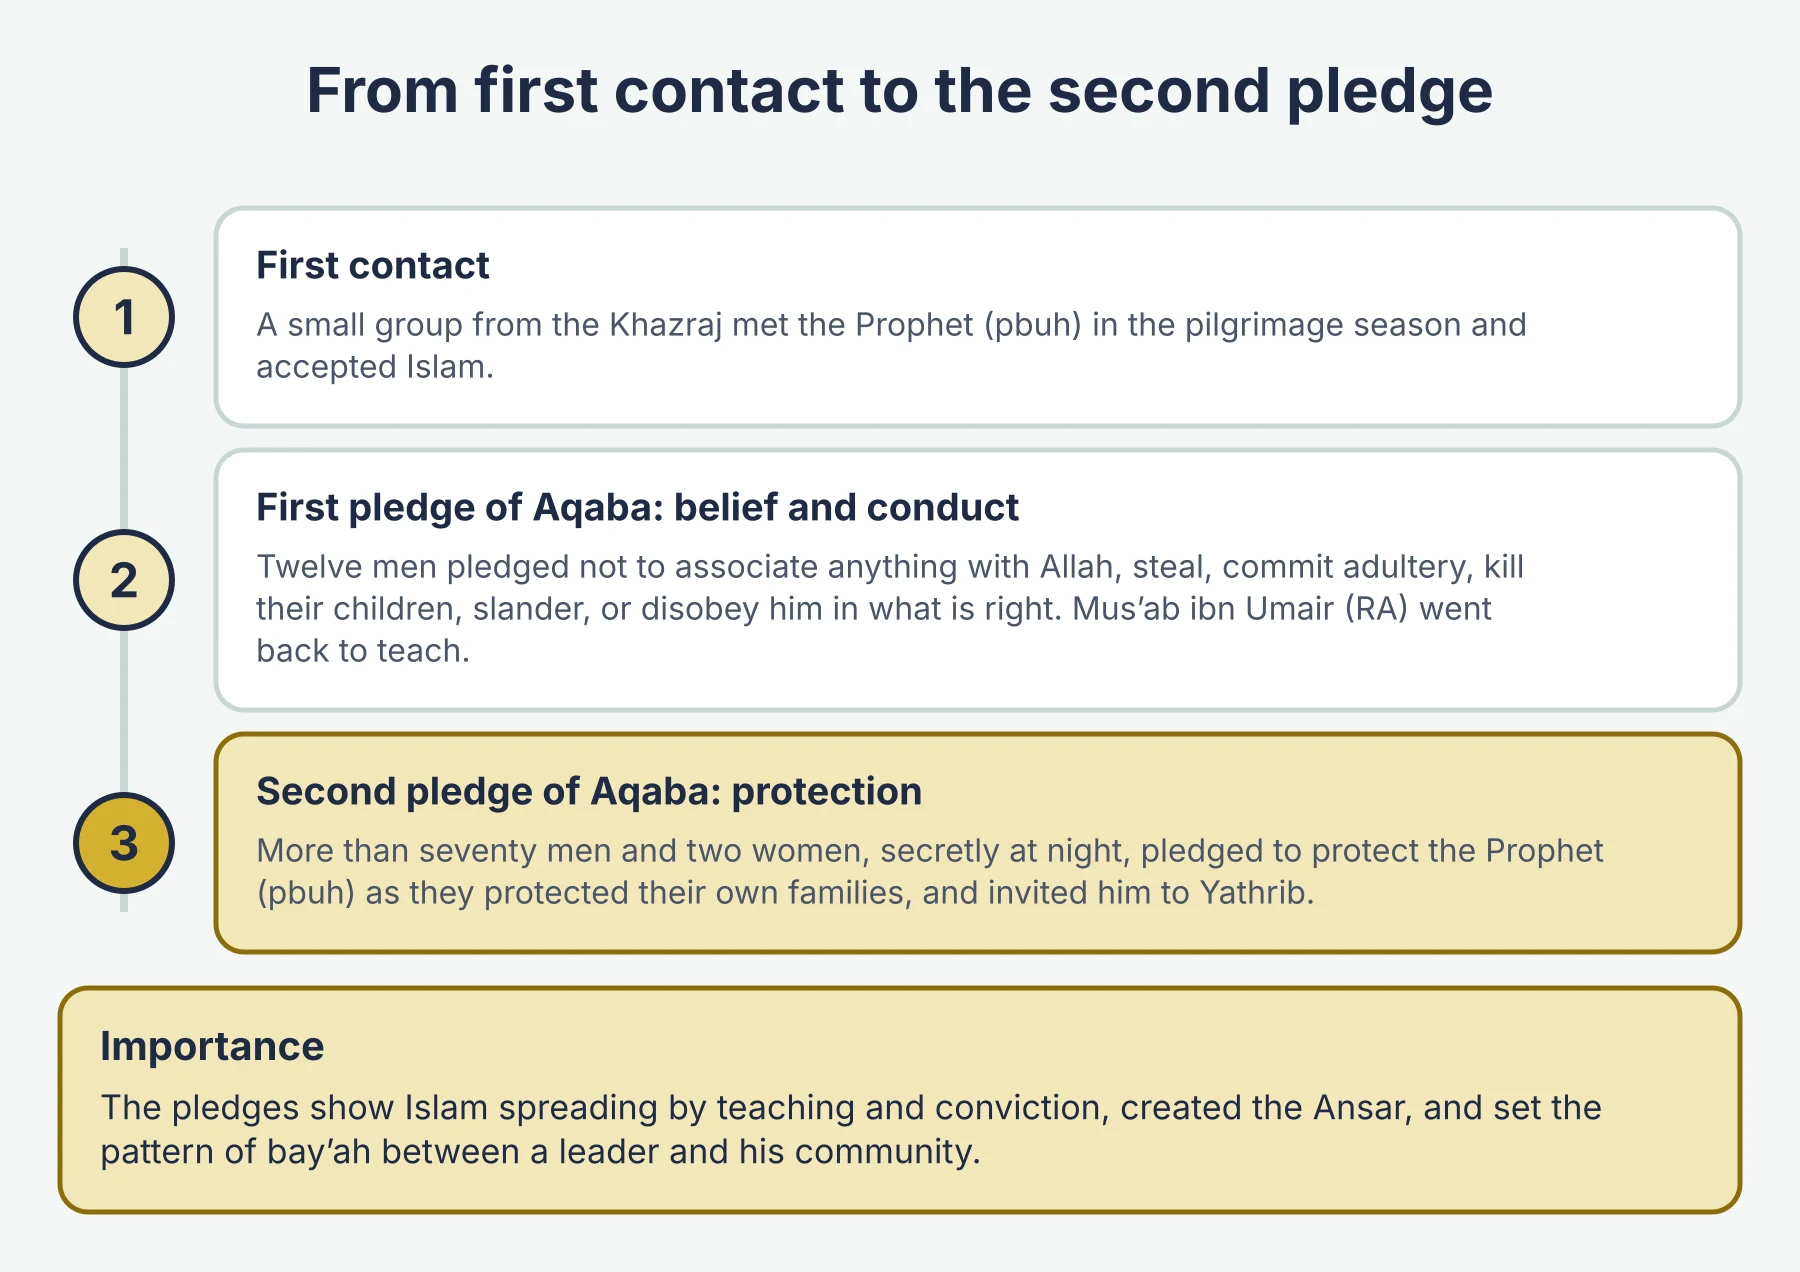 From first contact to the second pledge
1
First contact
A small group from the Khazraj met the Prophet (pbuh) in the pilgrimage season and
accepted Islam.
2
First pledge of Aqaba: belief and conduct
Twelve men pledged not to associate anything with Allah, steal, commit adultery, kill
their children, slander, or disobey him in what is right. Mus’ab ibn Umair (RA) went
back to teach.
3
Second pledge of Aqaba: protection
More than seventy men and two women, secretly at night, pledged to protect the Prophet
(pbuh) as they protected their own families, and invited him to Yathrib.
Importance
The pledges show Islam spreading by teaching and conviction, created the Ansar, and set the
pattern of bay’ah between a leader and his community.